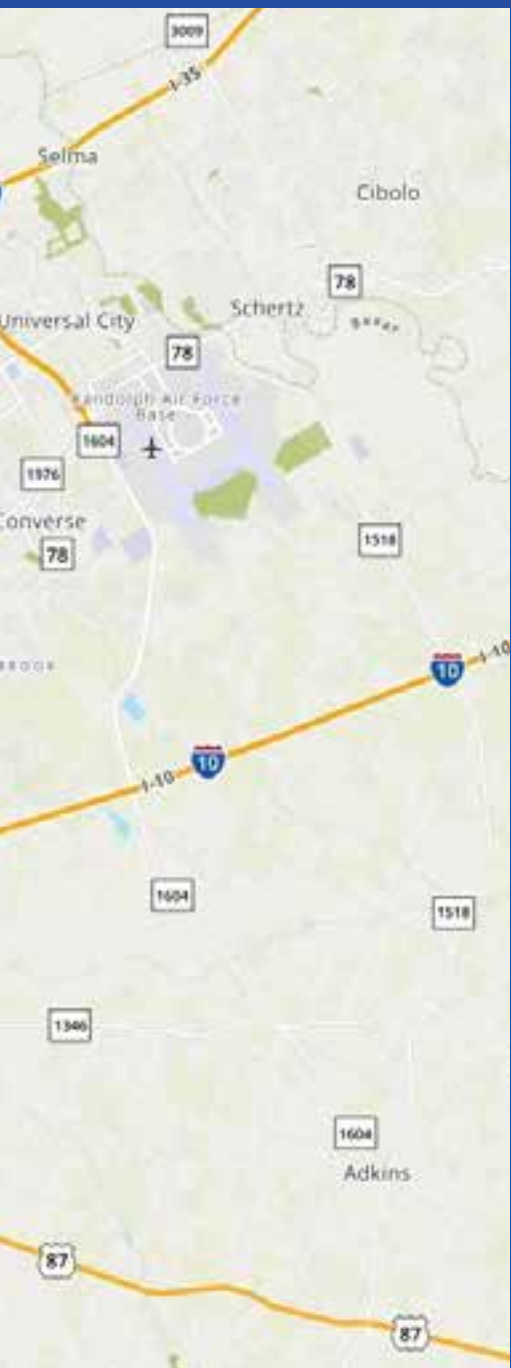 3009
I-35
Selma
Cibolo
78
Schertz
Universal City
78
Randolph Air Force
Base
1604
1976
Converse
78
1518
I-10
10
10
I-10
1604
1518
1346
1604
Adkins
87
87